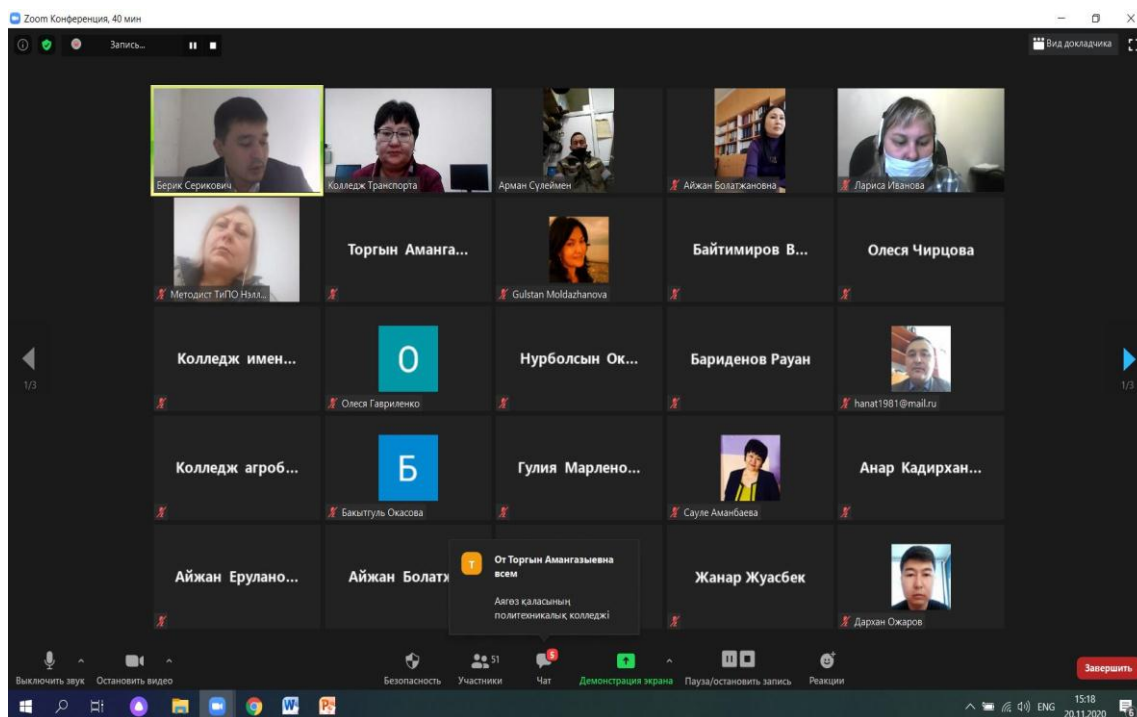 Zoom Конференция, 40 мин
Запись...
Вид докладчика
Берик Серикович
Колледж Транспорта
Арман Сүлеймен
Айжан Болатжановна
Лариса Иванова
Методист ТиПО Нэлл...
Торгын Аманга...
Gulstan Moldazhanova
Байтимиров В...
Олеся Чирцова
Колледж имен...
О
Олеся Гавриленко
Нурболсын Ок...
Бариденов Рауан
hanat1981@mail.ru
1/3
1/3
Колледж агроб...
Б
Бакытгуль Окасова
Гулия Марлено...
Сауле Аманбаева
Анар Кадирхан...
Айжан Ерулано...
Айжан Болатж
Т
От Торгын Амангазыевна
всем
Аягөз қаласының
политехникалық колледжі
Жанар Жуасбек
Дархан Ожаров
Выключить звук
Остановить видео
Безопасность
51
Участники
5
Чат
Демонстрация экрана
Пауза/остановить запись
Реакции
Завершить
ENG
15:18
20.11.2020
6